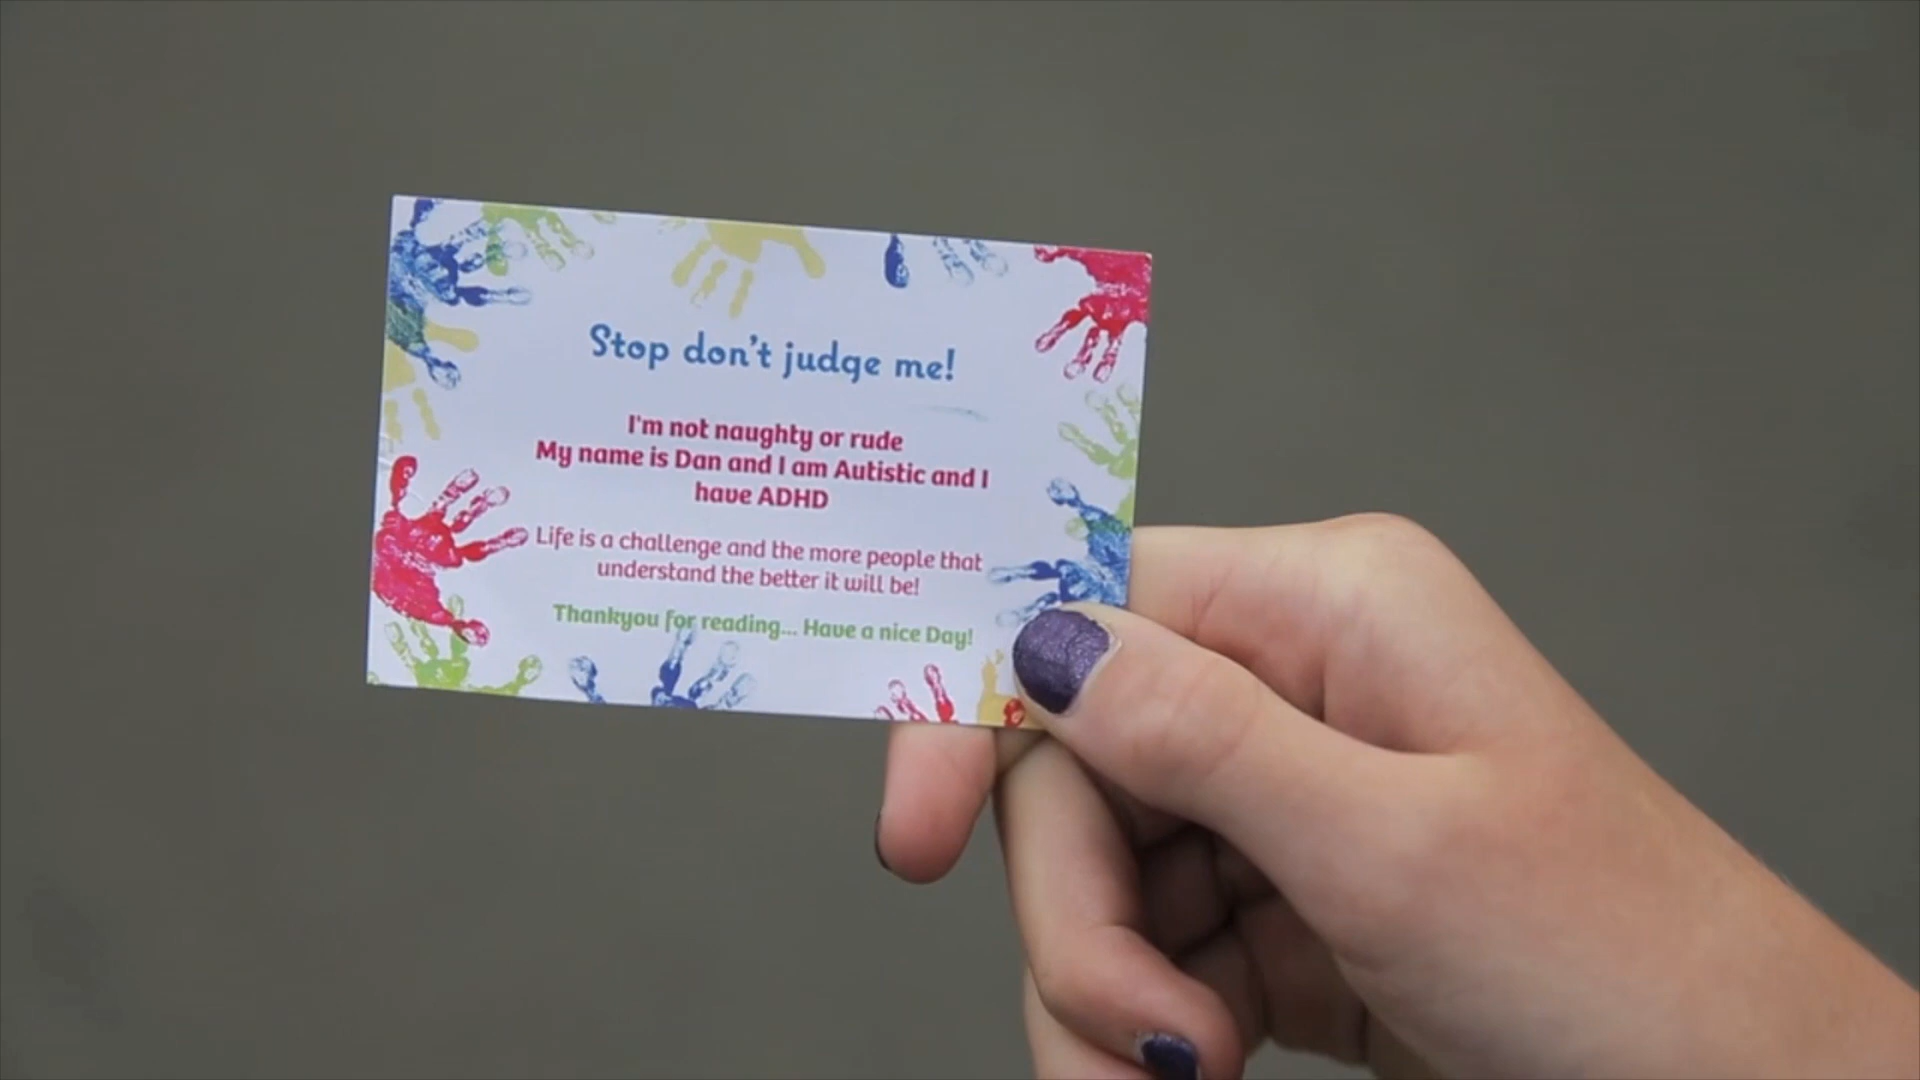 Stop don't judge me!
I'm not naughty or rude
My name is Dan and I am Autistic and I
have ADHD
Life is a challenge and the more people that
understand the better it will be!
Thankyou for reading... Have a nice Day!